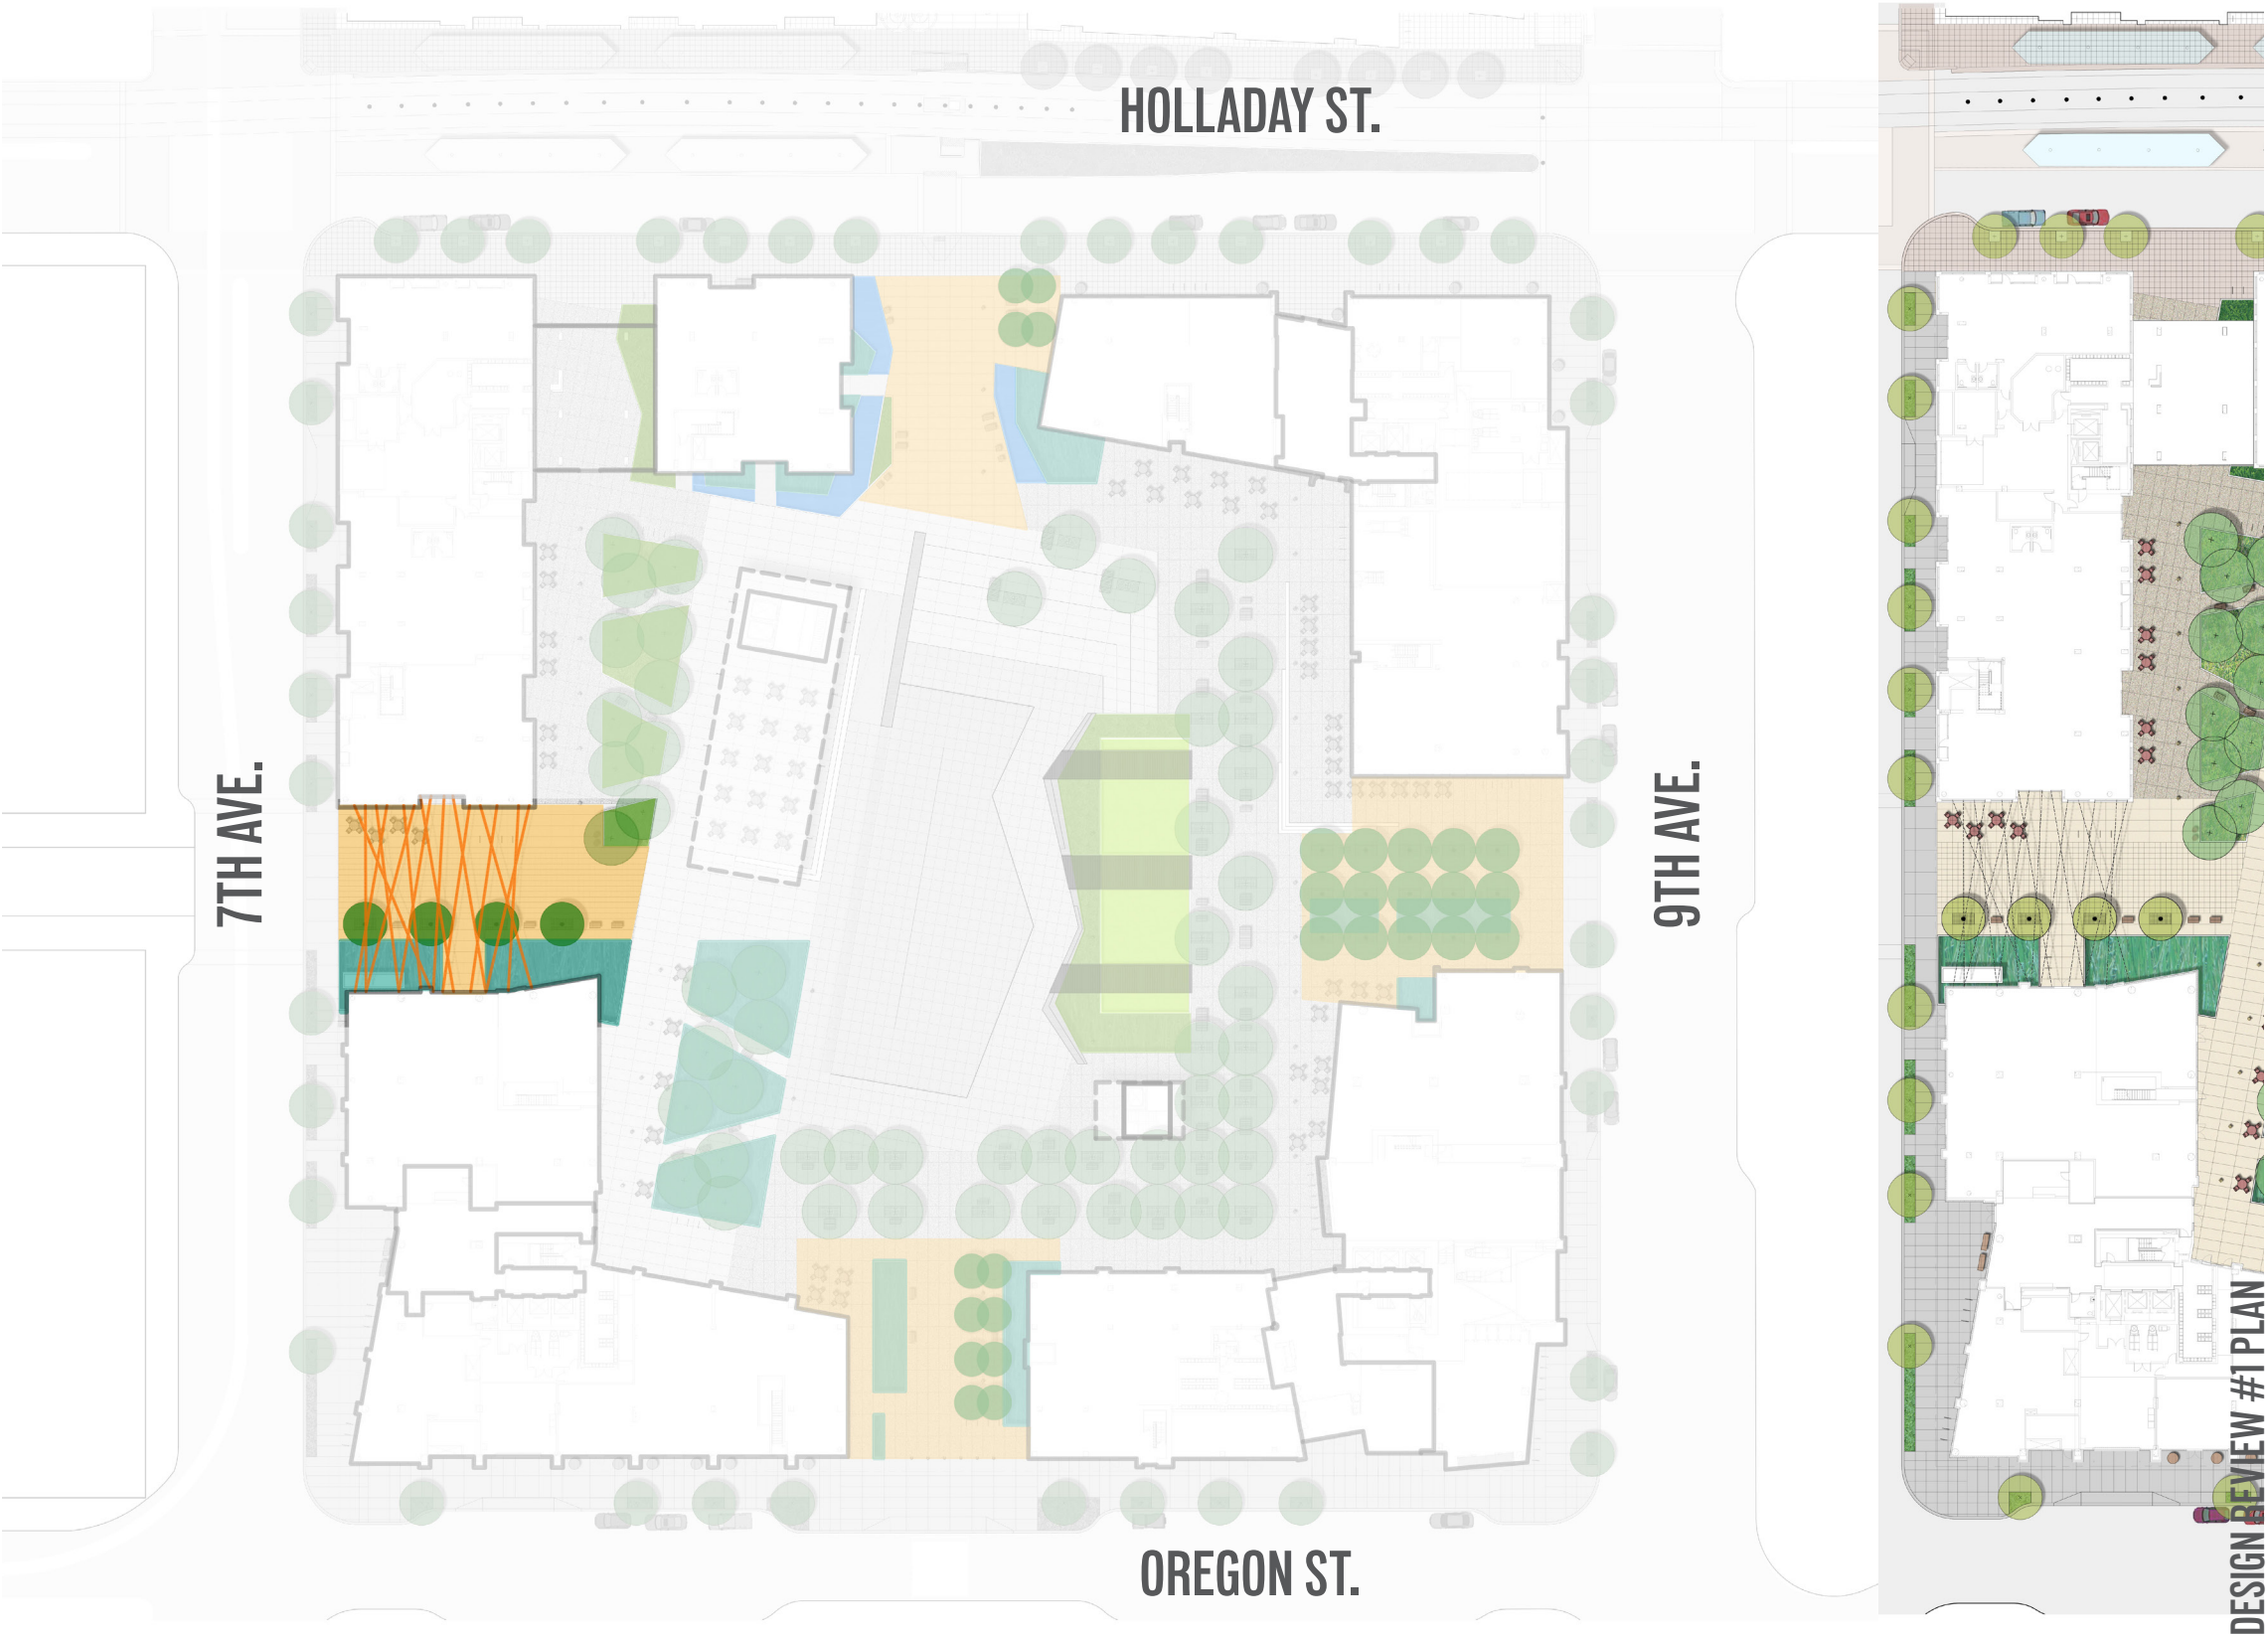 HOLLADAY ST.
7TH AVE.
9TH AVE.
OREGON ST.
DESIGN REVIEW #1 PLAN